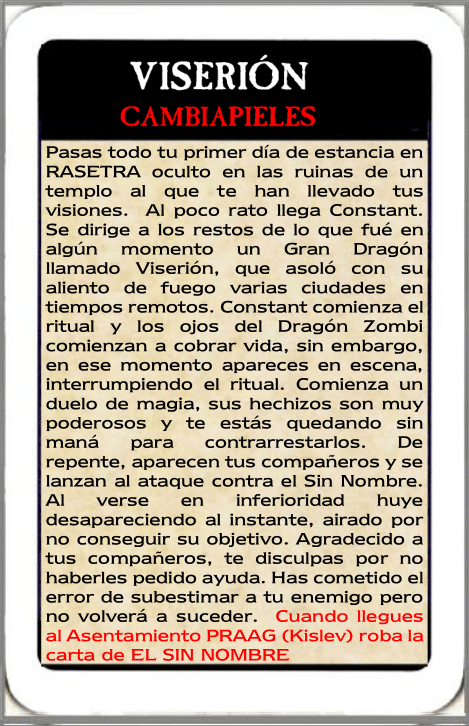 VISERIÓN
CAMBIAPIELES
Pasas todo tu primer día de estancia en
RASETRA oculto en las ruinas de un
templo al que te han llevado tus
visiones. Al poco rato llega Constant.
Se dirige a los restos de lo que fué en
algún momento un Gran Dragón
llamado Viserión, que asoló con su
aliento de fuego varias ciudades en
tiempos remotos. Constant comienza el
ritual y los ojos del Dragón Zombi
comienzan a cobrar vida, sin embargo,
en ese momento apareces en escena,
interrumpiendo el ritual. Comienza un
duelo de magia, sus hechizos son muy
poderosos y te estás quedando sin
maná para contrarrestarlos. De
repente, aparecen tus compañeros y se
lanzan al ataque contra el Sin Nombre.
Al verse en inferioridad huye
desapareciendo al instante, airado por
no conseguir su objetivo. Agradecido a
tus compañeros, te disculpas por no
haberles pedido ayuda. Has cometido el
error de subestimar a tu enemigo pero
no volverá a suceder. Cuando llegues
al Asentamiento PRAAG (Kislev) roba la
carta de EL SIN NOMBRE